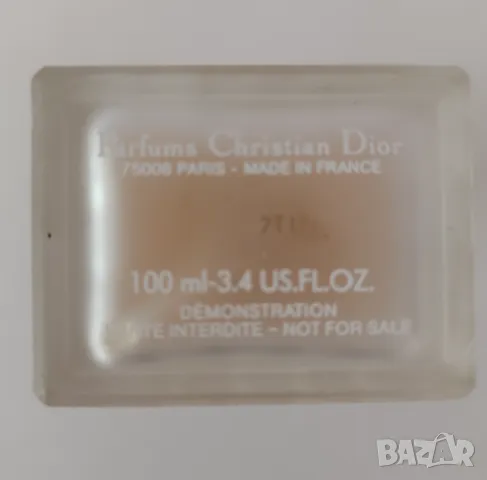 Parfums Christian Dior
75008 PARIS - MADE IN FRANCE
100 ml-3.4 US.FL.OZ.
DÉMONSTRATION
INTERDITE - NOT FOR SALE
BAZAR